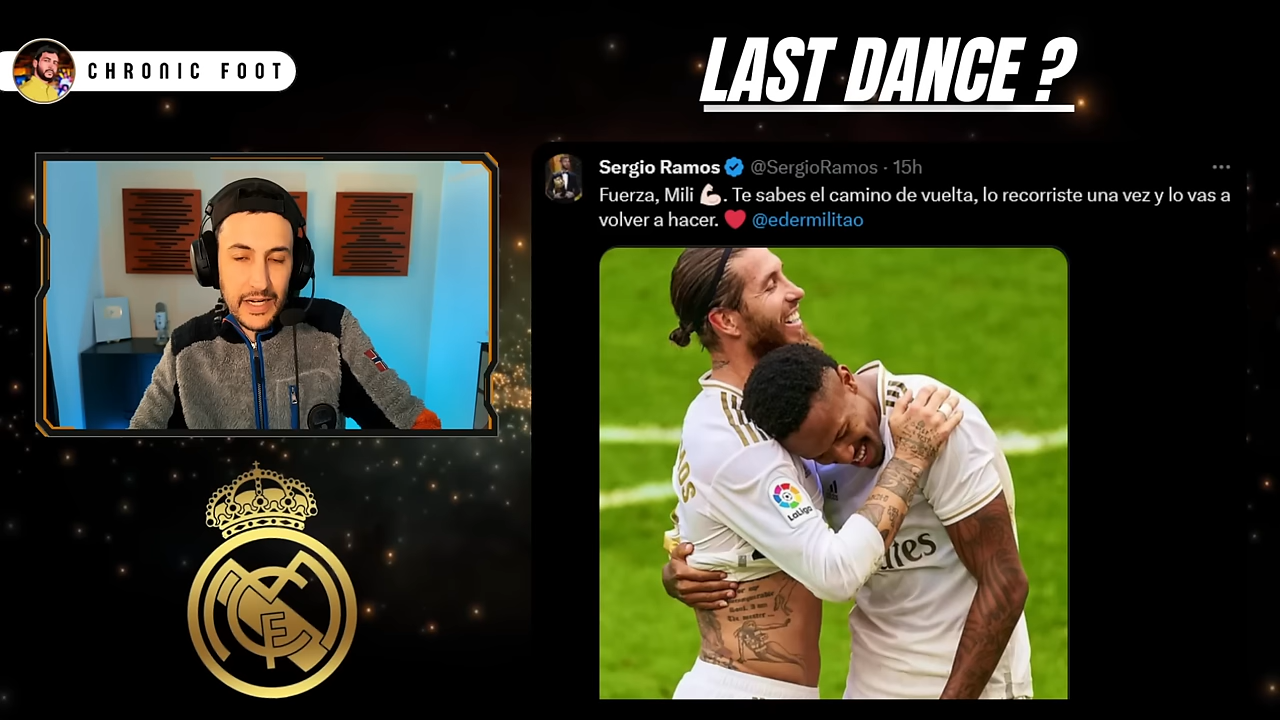 CHRONIC FOOT
LAST DANCE ?
Sergio Ramos @SergioRamos · 15h
Fuerza, Mili 💪🏻. Te sabes el camino de vuelta, lo recorriste una vez y lo vas a
volver a hacer. ❤️ @edermilitao
LaLiga